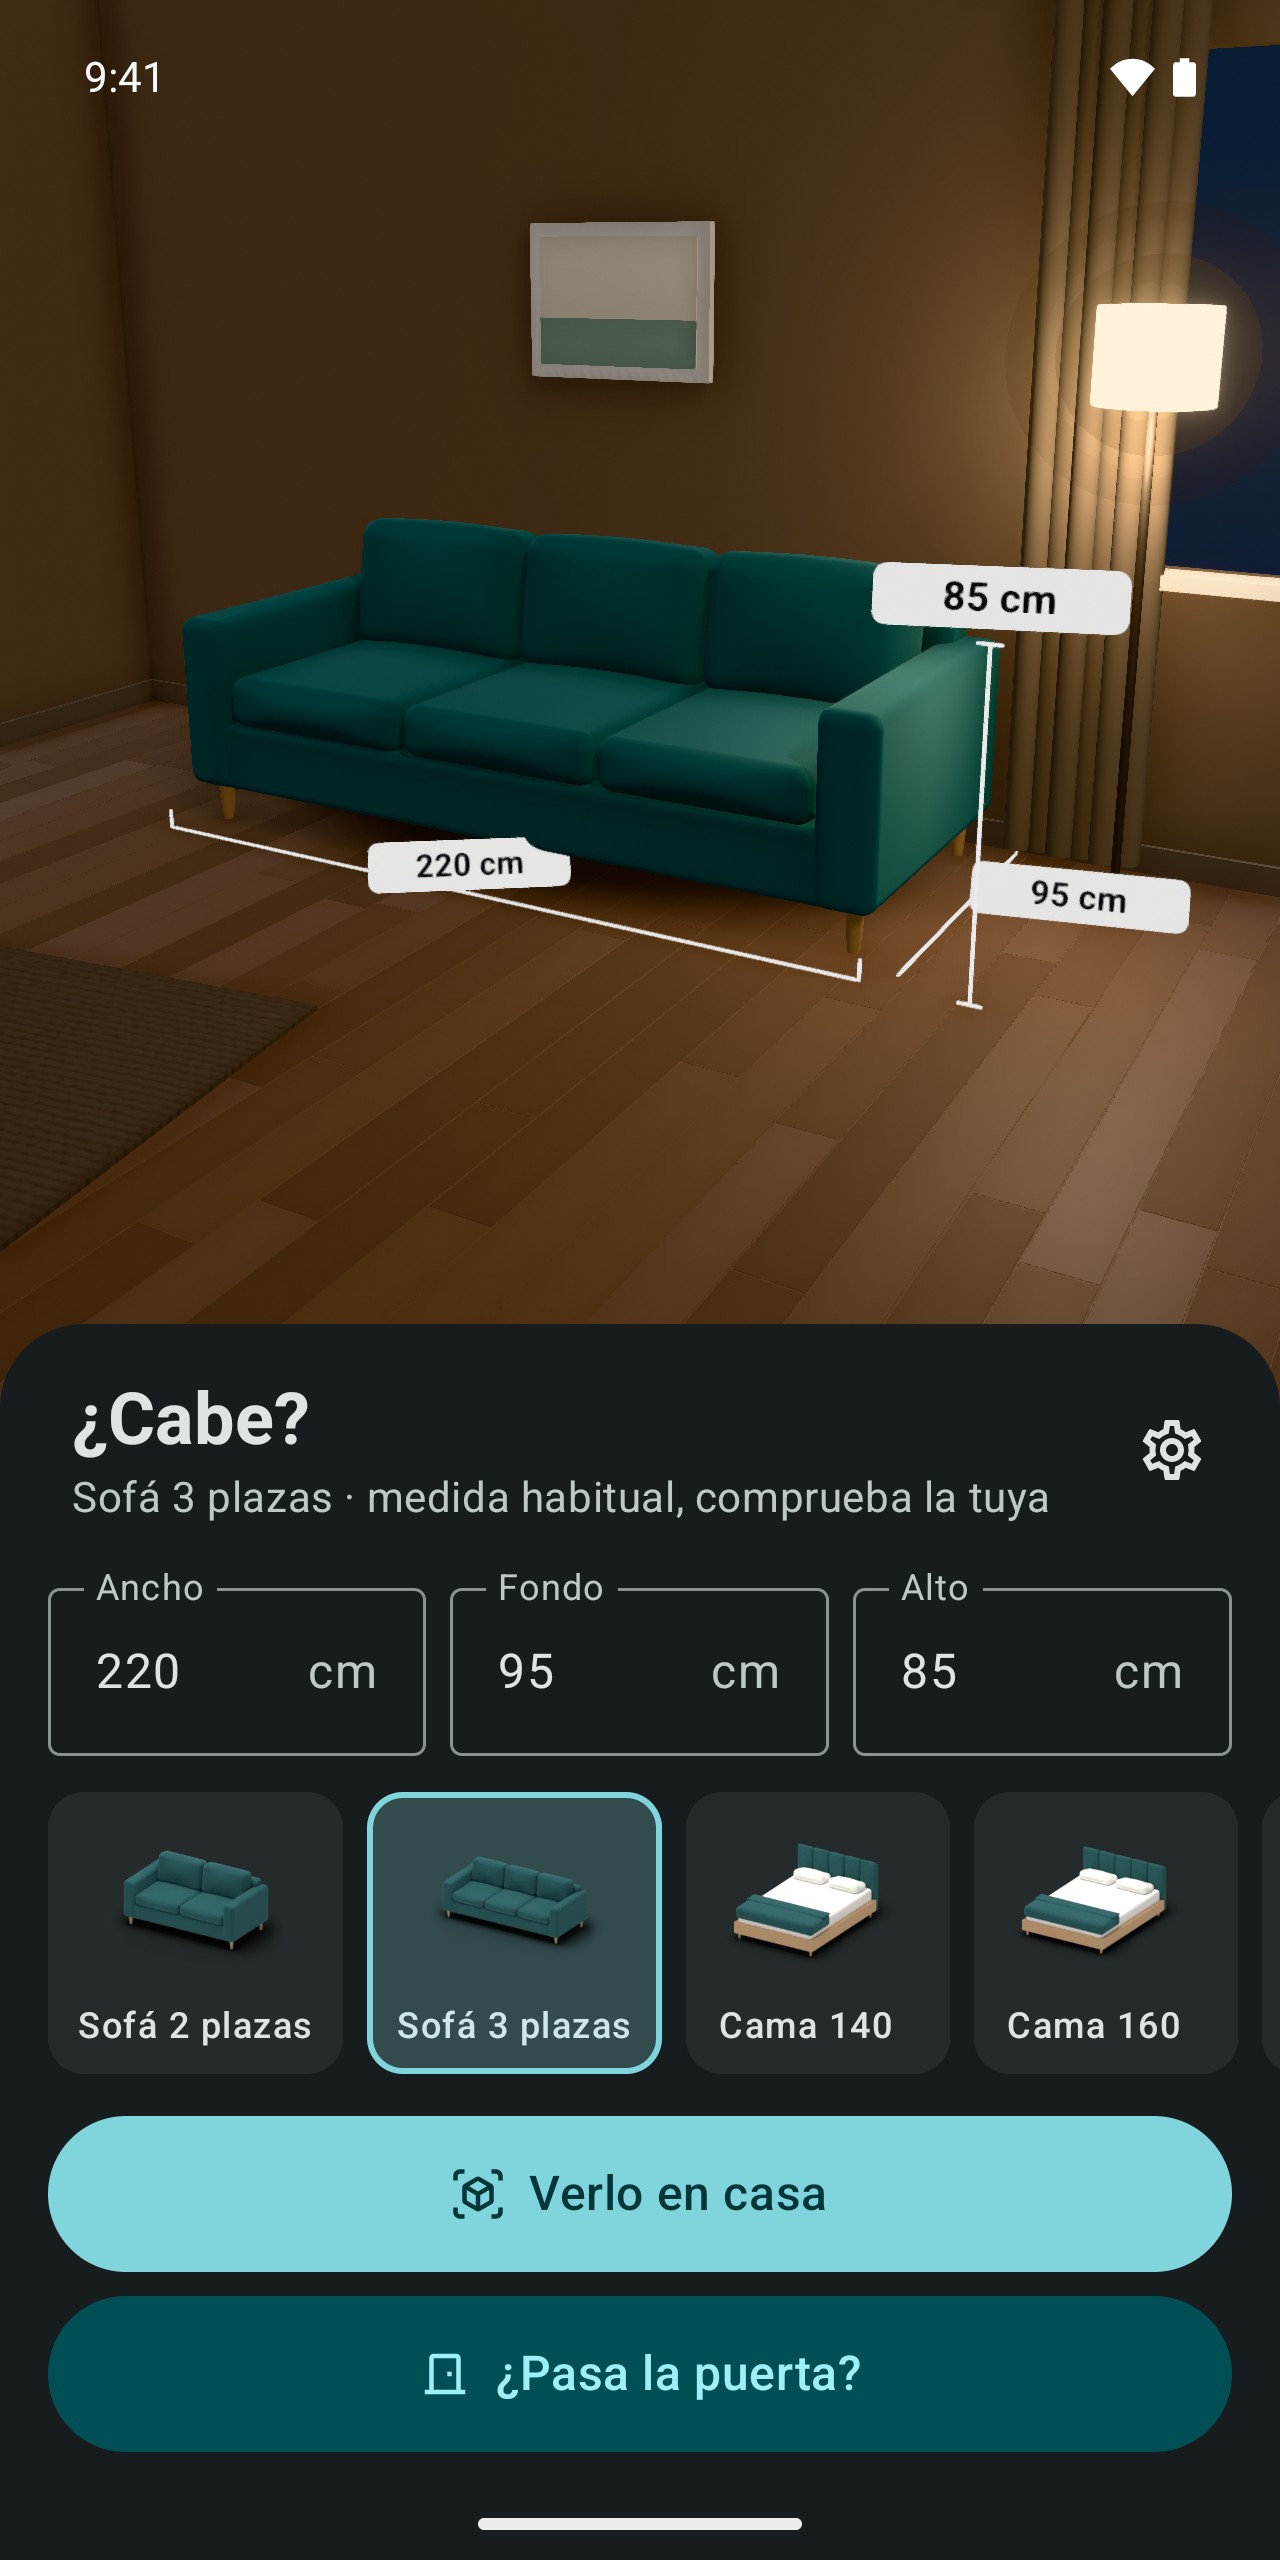 9:41
85 cm
220 cm
95 cm
¿Cabe?
Sofá 3 plazas · medida habitual, comprueba la tuya
Ancho
Fondo
Alto
220 cm
95 cm
85 cm
Sofá 2 plazas
Sofá 3 plazas
Cama 140
Cama 160
Verlo en casa
¿Pasa la puerta?